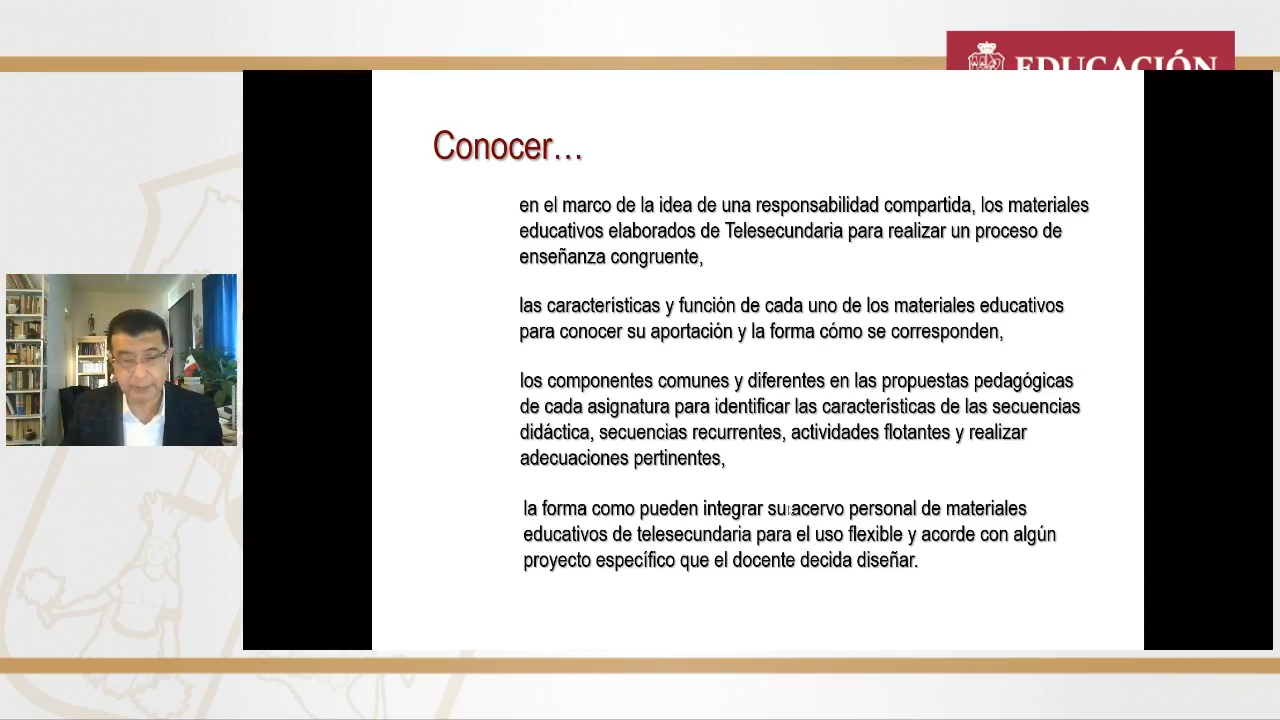 EDUCACIÓN
Conocer…
en el marco de la idea de una responsabilidad compartida, los materiales
educativos elaborados de Telesecundaria para realizar un proceso de
enseñanza congruente,
las características y función de cada uno de los materiales educativos
para conocer su aportación y la forma cómo se corresponden,
los componentes comunes y diferentes en las propuestas pedagógicas
de cada asignatura para identificar las características de las secuencias
didáctica, secuencias recurrentes, actividades flotantes y realizar
adecuaciones pertinentes,
la forma como pueden integrar su acervo personal de materiales
educativos de telesecundaria para el uso flexible y acorde con algún
proyecto específico que el docente decida diseñar.